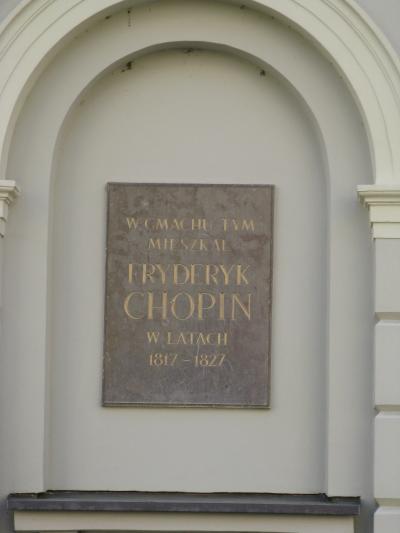 W GMACHU TYM
MIESZKAŁ
FRYDERYK
CHOPIN
W LATACH
1817-1827